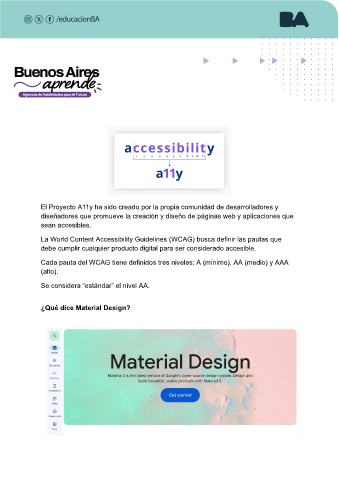 /educacionBA
BA
Buenos Aires
aprende
Agencia de Habilidades para el Futuro
accessibility
1 2 3 4 5 6 7 8 9 10 11
a11y
El Proyecto A11y ha sido creado por la propia comunidad de desarrolladores y
diseñadores que promueve la creación y diseño de páginas web y aplicaciones que
sean accesibles.
La World Content Accessibility Guidelines (WCAG) busca definir las pautas que
debe cumplir cualquier producto digital para ser considerado accesible.
Cada pauta del WCAG tiene definidos tres niveles: A (mínimo), AA (medio) y AAA
(alto).
Se considera “estándar” el nivel AA.
¿Qué dice Material Design?
Material Design
Material 3 is the latest version of Google's open-source design system. Design and
build beautiful, usable products with Material 3.
Get started